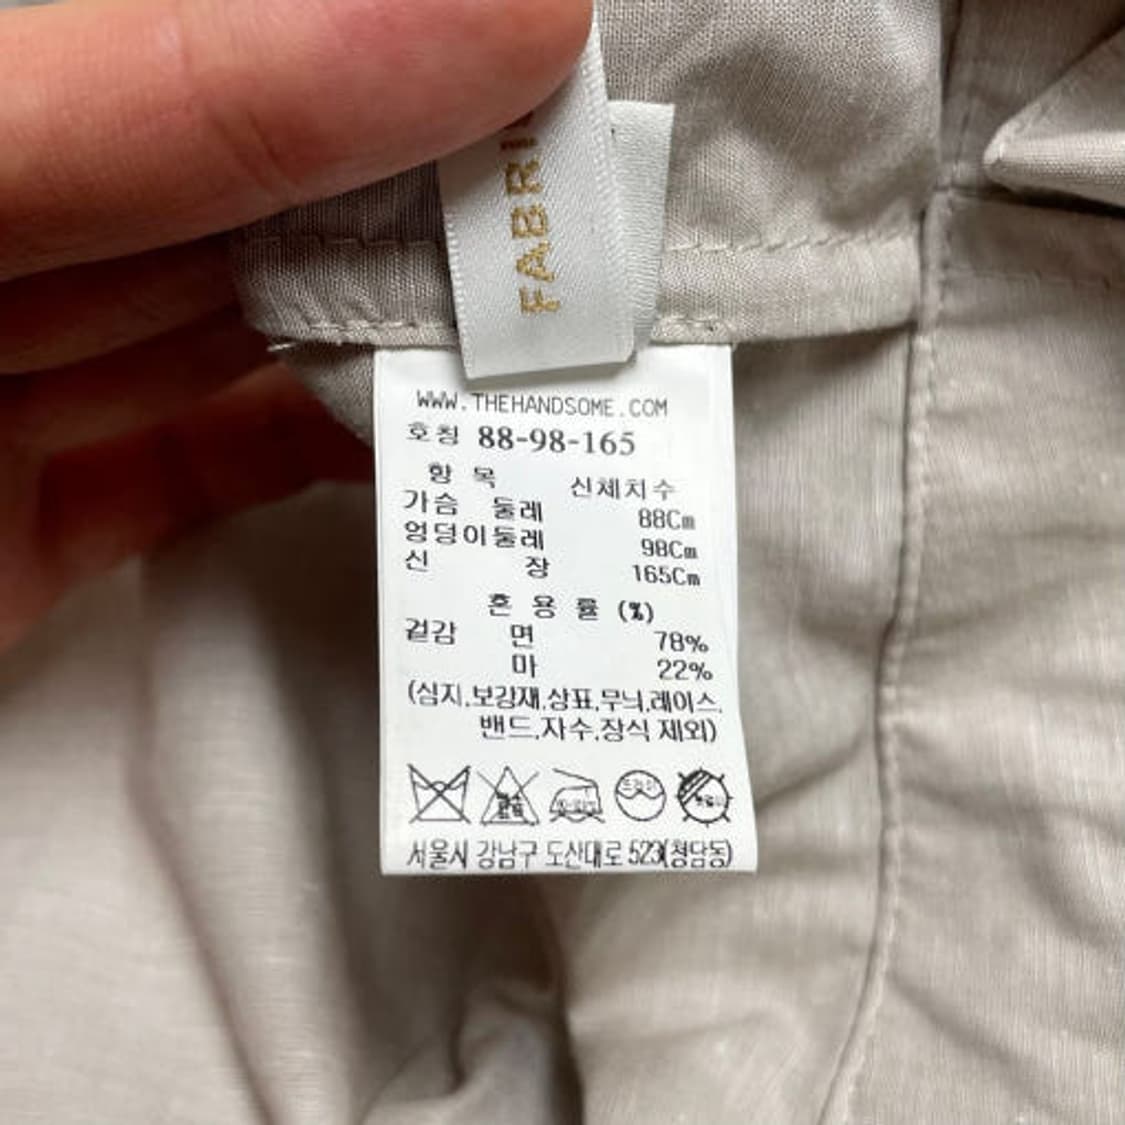 FABRI
WWW.THEHANDSOME.COM
호칭 88-98-165
항 목 신체치수
가슴 둘레 88Cm
엉덩이둘레 98Cm
신 장 165Cm
혼 용 률 (%)
겉감 면 78%
마 22%
(심지,보강재,상표,무늬,레이스,
밴드,자수,장식 제외)
드라이
서울시 강남구 도산대로 523(청담동)